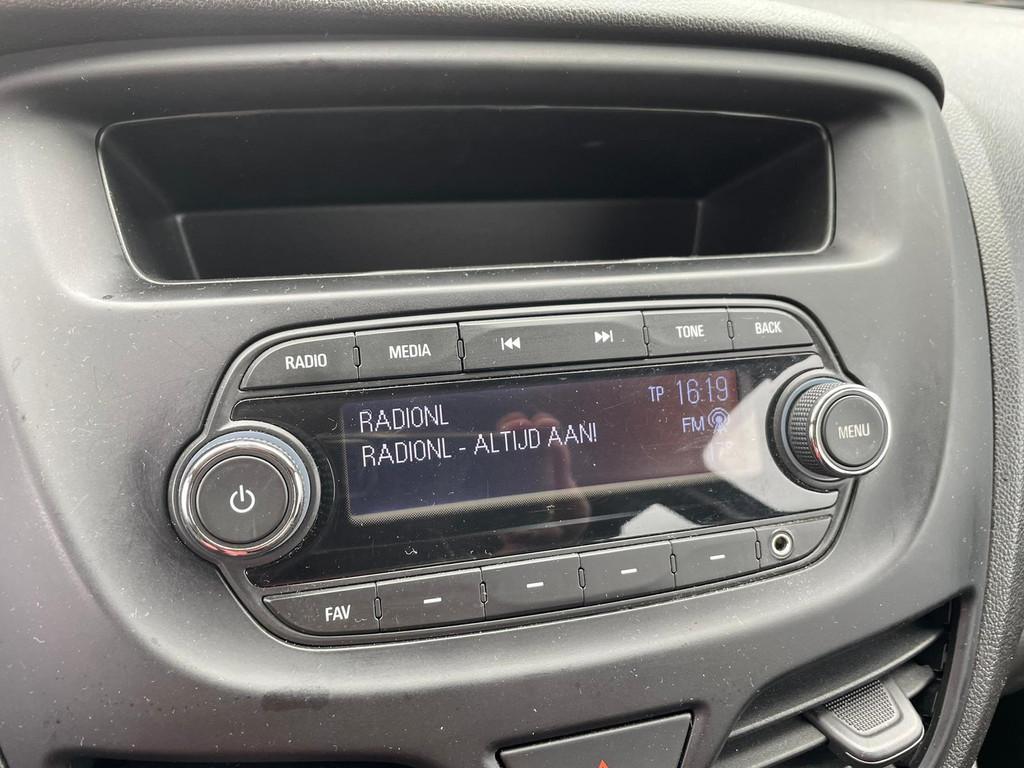 RADIO MEDIA TONE BACK
RADIONL TP 16:19
RADIONL - ALTIJD AAN! FM
MENU
FAV